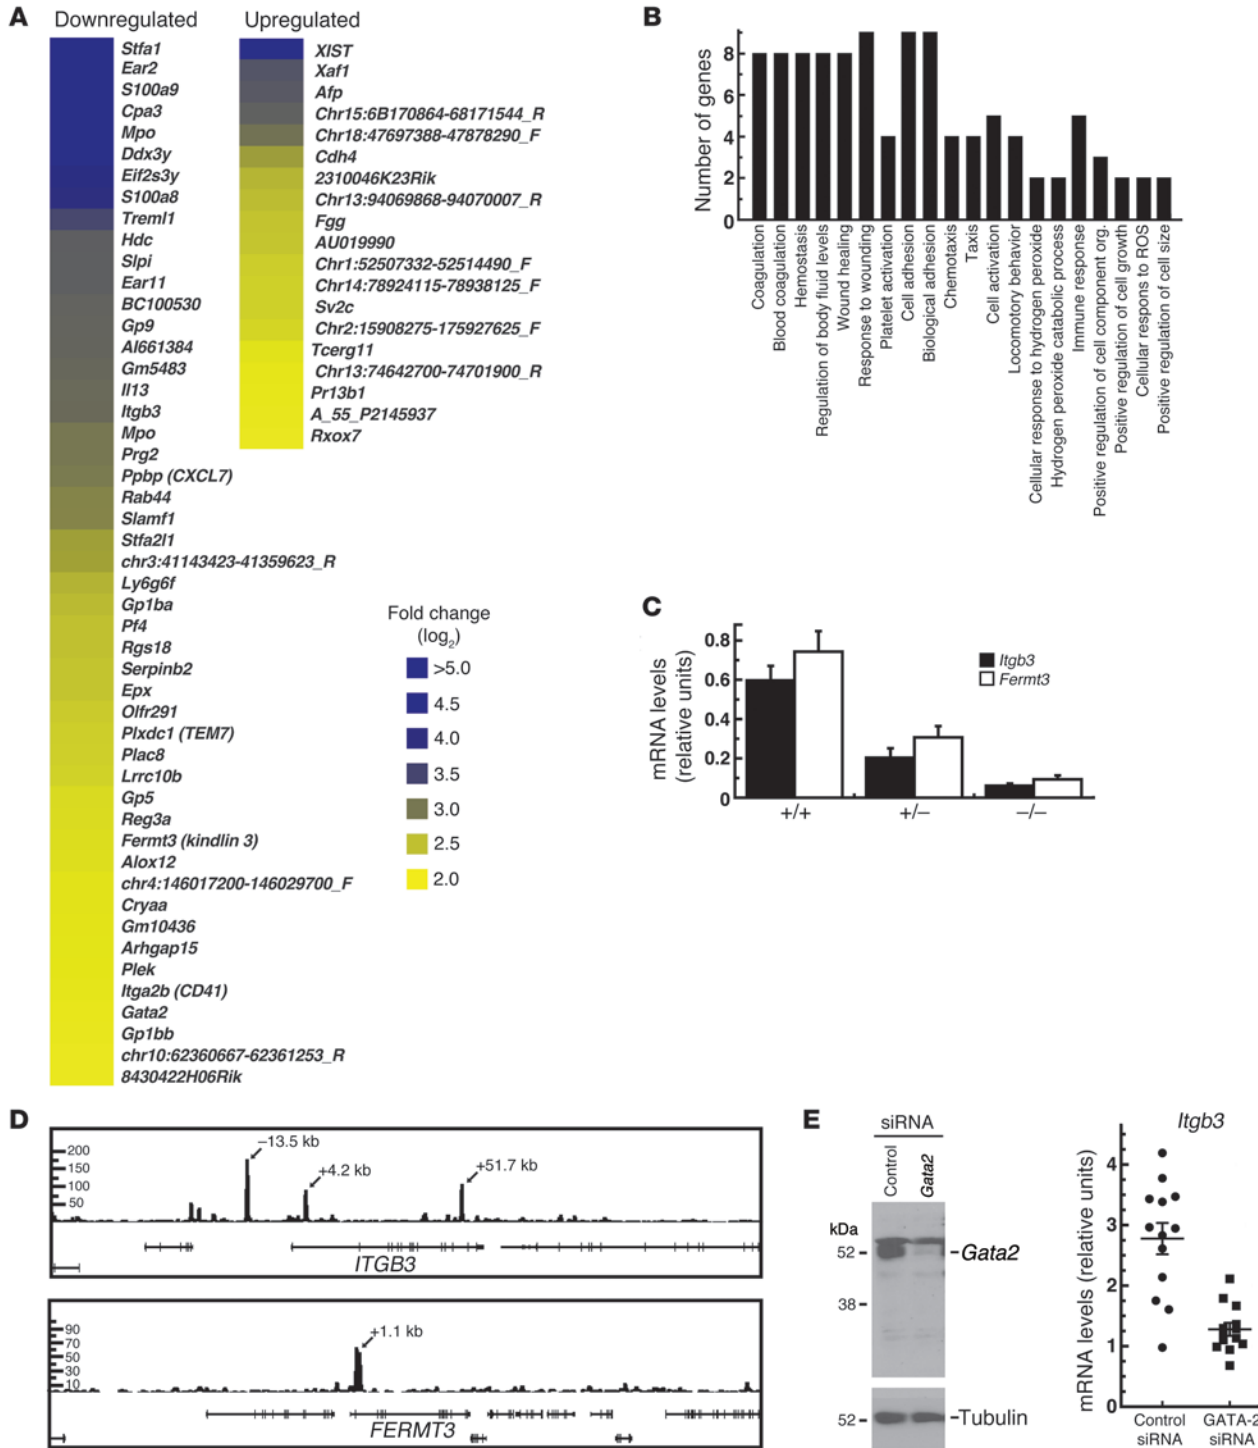 A
Downregulated
Upregulated
Stfa1
Ear2
S100a9
Cpa3
Mpo
Ddx3y
Eif2s3y
S100a8
Treml1
Hdc
Slpi
Ear11
BC100530
Gp9
AI661384
Gm5483
Il13
Itgb3
Mpo
Prg2
Ppbp (CXCL7)
Rab44
Slamf1
Stfa2l1
chr3:41143423-41359623_R
Ly6g6f
Gp1ba
Pf4
Rgs18
Serpinb2
Epx
Olfr291
Plxdc1 (TEM7)
Plac8
Lrrc10b
Gp5
Reg3a
Fermt3 (kindlin 3)
Alox12
chr4:146017200-146029700_F
Cryaa
Gm10436
Arhgap15
Plek
Itga2b (CD41)
Gata2
Gp1bb
chr10:62360667-62361253_R
8430422H06Rik
XIST
Xaf1
Afp
Chr15:6B170864-68171544_R
Chr18:47697388-47878290_F
Cdh4
2310046K23Rik
Chr13:94069868-94070007_R
Fgg
AU019990
Chr1:52507332-52514490_F
Chr14:78924115-78938125_F
Sv2c
Chr2:15908275-175927625_F
Tcerg11
Chr13:74642700-74701900_R
Pr13b1
A_55_P2145937
Rxox7
Fold change
(log2)
>5.0
4.5
4.0
3.5
3.0
2.5
2.0
B
Number of genes
8
6
4
2
0
Coagulation
Blood coagulation
Hemostasis
Regulation of body fluid levels
Wound healing
Response to wounding
Platelet activation
Cell adhesion
Biological adhesion
Chemotaxis
Taxis
Cell activation
Locomotory behavior
Cellular response to hydrogen peroxide
Hydrogen peroxide catabolic process
Immune response
Positive regulation of cell component org.
Positive regulation of cell growth
Cellular respons to ROS
Positive regulation of cell size
C
mRNA levels
(relative units)
0.8
0.6
0.4
0.2
0
Itgb3
Fermt3
+/+
+/−
−/−
D
200
150
100
50
−13.5 kb
+4.2 kb
+51.7 kb
ITGB3
90
70
50
30
10
+1.1 kb
FERMT3
E
siRNA
Control
Gata2
kDa
52
38
52
Gata2
Tubulin
Itgb3
mRNA levels (relative units)
4
3
2
1
0
Control
siRNA
GATA-2
siRNA